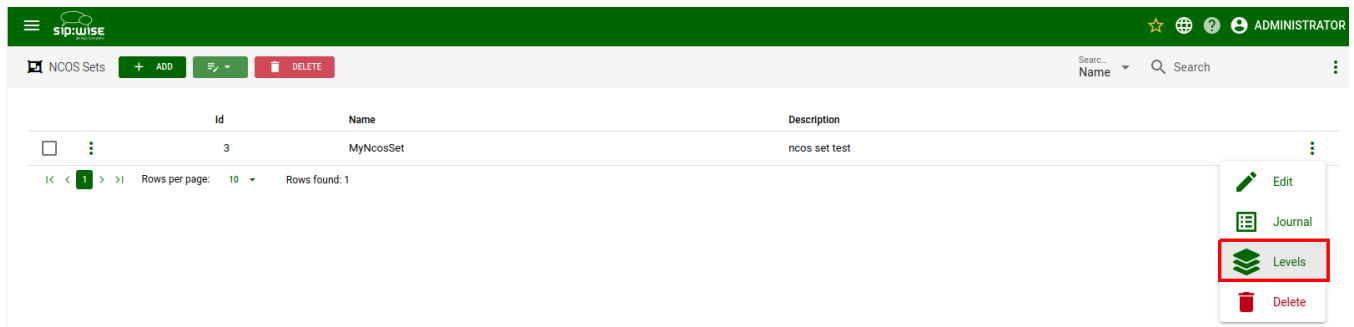 sip:wise
ADMINISTRATOR
NCOS Sets + ADD DELETE Searc... Name Search
Id Name Description
3 MyNcosSet ncos set test
1 Rows per page: 10 Rows found: 1
Edit
Journal
Levels
Delete